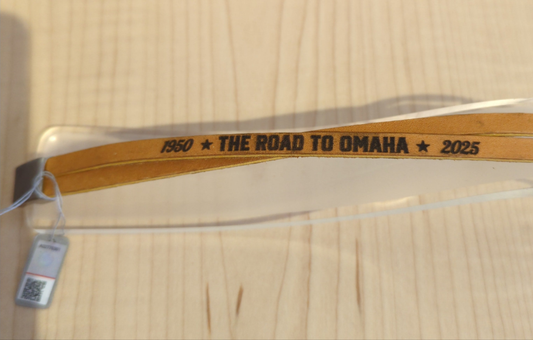 1950 ★ THE ROAD TO OMAHA ★ 2025